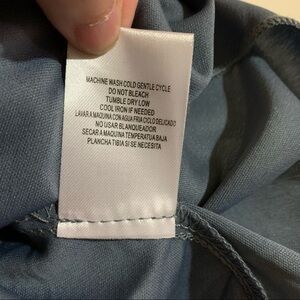 MACHINE WASH COLD GENTLE CYCLE
DO NOT BLEACH
TUMBLE DRY LOW
COOL IRON IF NEEDED
LAVAR A MAQUINA CON AGUA FRIA CICLO DELICADO
NO USAR BLANQUEADOR
SECAR A MAQUINA TEMPERATUA BAJA
PLANCHA TIBIA SI SE NECESITA